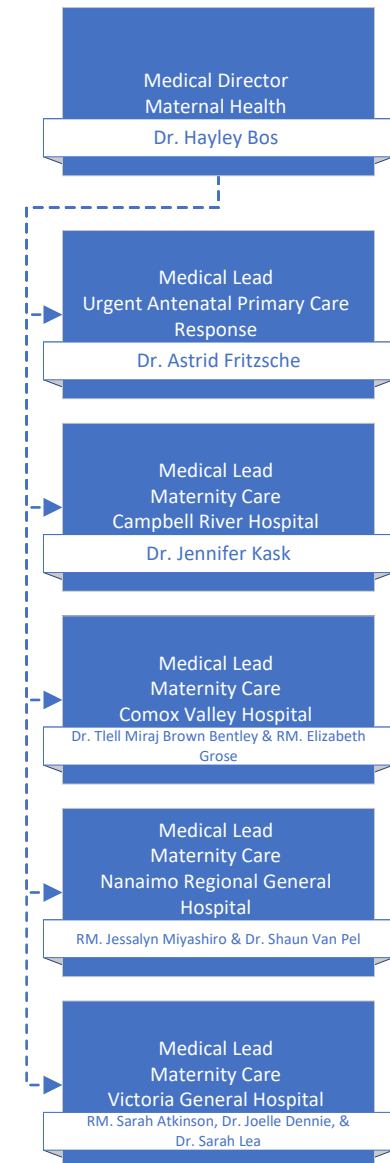 Medical Director
Maternal Health
Dr. Hayley Bos
Medical Lead
Urgent Antenatal Primary Care
Response
Dr. Astrid Fritzsche
Medical Lead
Maternity Care
Campbell River Hospital
Dr. Jennifer Kask
Medical Lead
Maternity Care
Comox Valley Hospital
Dr. Tlell Miraj Brown Bentley & RM. Elizabeth
Grose
Medical Lead
Maternity Care
Nanaimo Regional General
Hospital
RM. Jessalyn Miyashiro & Dr. Shaun Van Pel
Medical Lead
Maternity Care
Victoria General Hospital
RM. Sarah Atkinson, Dr. Joelle Dennie, &
Dr. Sarah Lea